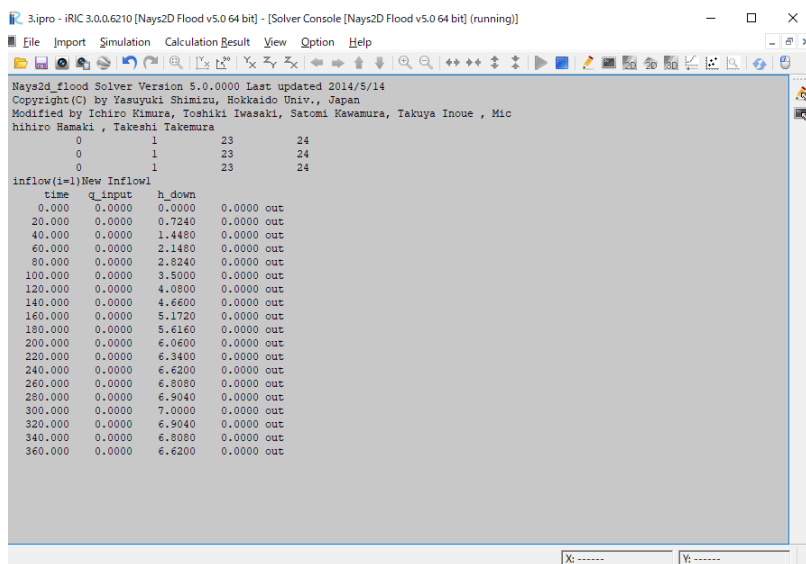 3.ipro - iRIC 3.0.0.6210 [Nays2D Flood v5.0 64 bit] - [Solver Console [Nays2D Flood v5.0 64 bit] (running)]
File Import Simulation Calculation Result View Option Help
Nays2d_flood Solver Version 5.0.0000 Last updated 2014/5/14
Copyright(C) by Yasuyuki Shimizu, Hokkaido Univ., Japan
Modified by Ichiro Kimura, Toshiki Iwasaki, Satomi Kawamura, Takuya Inoue , Mic
hihiro Hamaki , Takeshi Takemura
0 1 23 24
0 1 23 24
0 1 23 24
inflow(i=1)New Inflow1
time q_input h_down
0.000 0.0000 0.0000 0.0000 out
20.000 0.0000 0.7240 0.0000 out
40.000 0.0000 1.4480 0.0000 out
60.000 0.0000 2.1480 0.0000 out
80.000 0.0000 2.8240 0.0000 out
100.000 0.0000 3.5000 0.0000 out
120.000 0.0000 4.0800 0.0000 out
140.000 0.0000 4.6600 0.0000 out
160.000 0.0000 5.1720 0.0000 out
180.000 0.0000 5.6160 0.0000 out
200.000 0.0000 6.0600 0.0000 out
220.000 0.0000 6.3400 0.0000 out
240.000 0.0000 6.6200 0.0000 out
260.000 0.0000 6.8080 0.0000 out
280.000 0.0000 6.9040 0.0000 out
300.000 0.0000 7.0000 0.0000 out
320.000 0.0000 6.9040 0.0000 out
340.000 0.0000 6.8080 0.0000 out
360.000 0.0000 6.6200 0.0000 out
X: ------ Y: ------